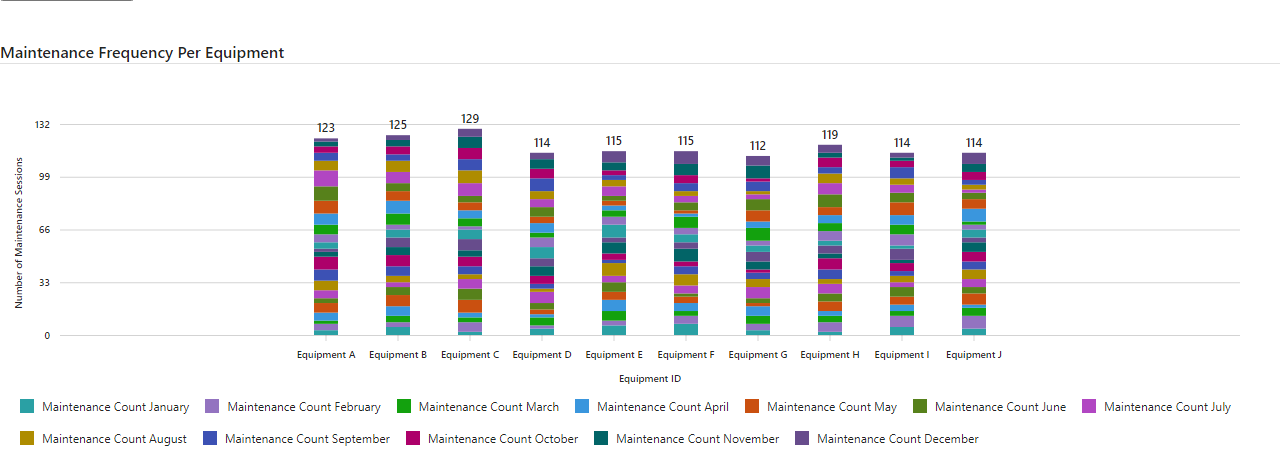 Maintenance Frequency Per Equipment
132
99
66
33
0
Number of Maintenance Sessions
123
125
129
114
115
115
112
119
114
114
Equipment A
Equipment B
Equipment C
Equipment D
Equipment E
Equipment F
Equipment G
Equipment H
Equipment I
Equipment J
Equipment ID
Maintenance Count January
Maintenance Count February
Maintenance Count March
Maintenance Count April
Maintenance Count May
Maintenance Count June
Maintenance Count July
Maintenance Count August
Maintenance Count September
Maintenance Count October
Maintenance Count November
Maintenance Count December